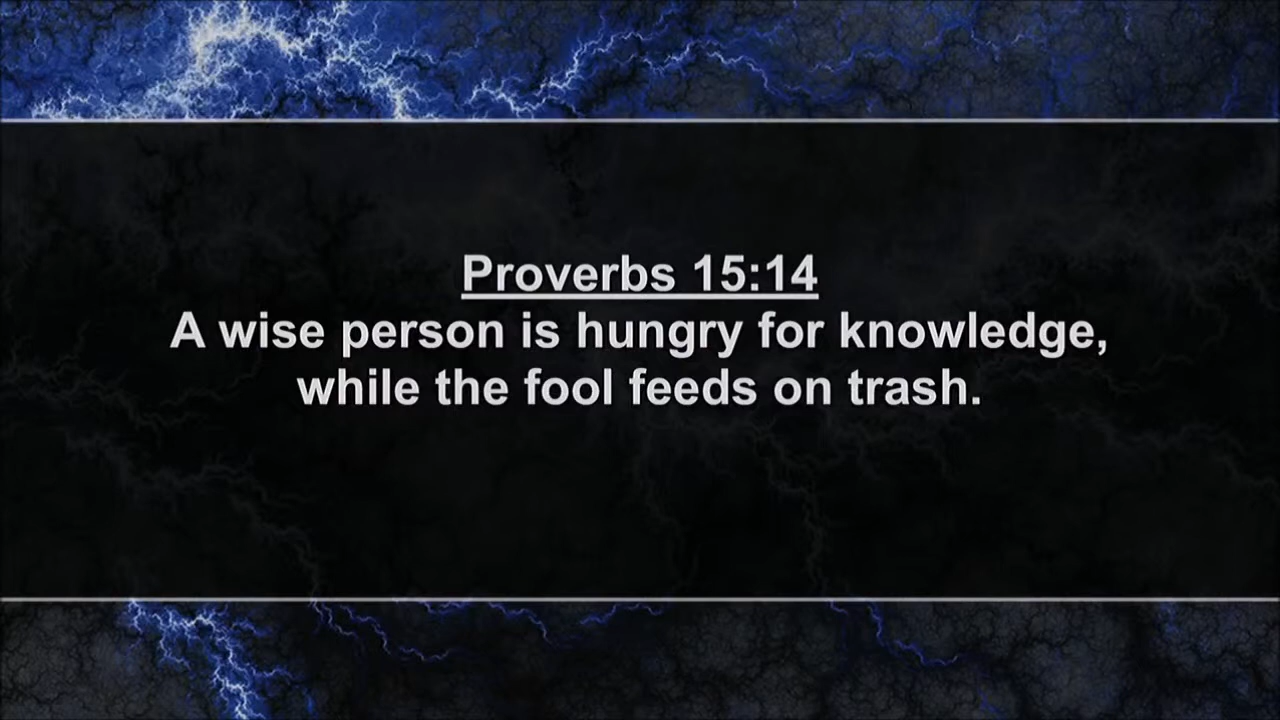 Proverbs 15:14
A wise person is hungry for knowledge,
while the fool feeds on trash.